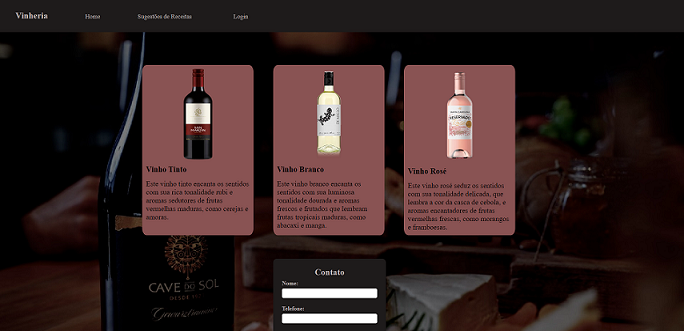 Vinheria
Home
Sugestões de Receitas
Login
Vinho Tinto
Este vinho tinto encanta os sentidos
com sua rica tonalidade rubi e
aromas sedutores de frutas
vermelhas maduras, como cerejas e
amoras.
Vinho Branco
Este vinho branco encanta os
sentidos com sua luminosa
tonalidade dourada e aromas
frescos e frutados que lembram
frutas tropicais maduras, como
abacaxi e manga.
Vinho Rosé
Este vinho rosé seduz os sentidos
com sua tonalidade delicada, que
lembra a cor da casca de cebola, e
aromas encantadores de frutas
vermelhas frescas, como morangos
e framboesas.
CAVE DO SOL
DESDE
Contato
Nome:
Telefone: